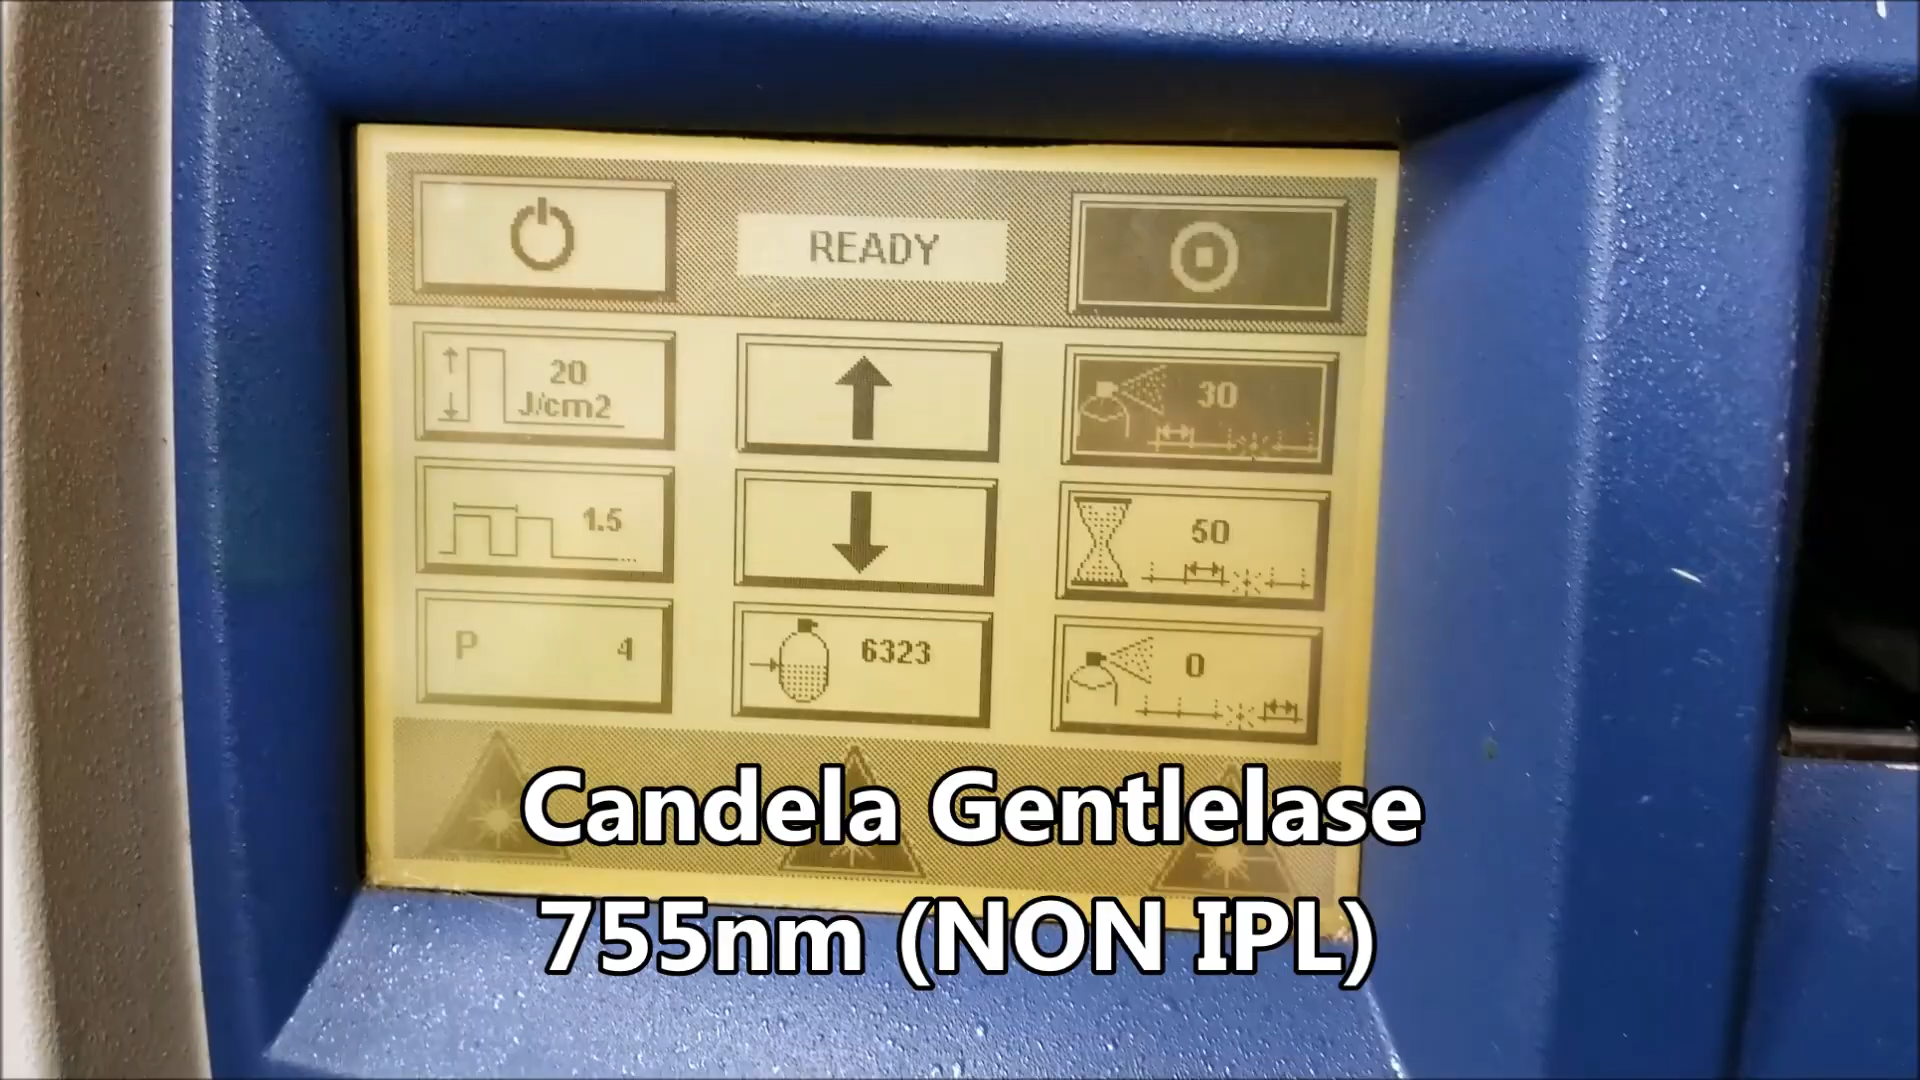 READY
20
J/cm2
30
1.5
50
P 4
6323
0
Candela Gentlelase
755nm (NON IPL)